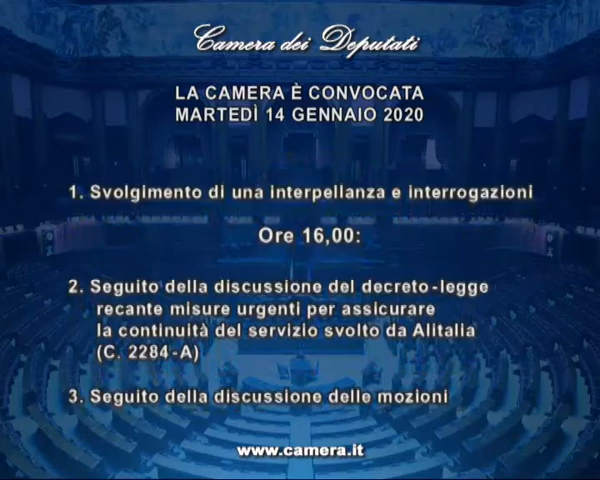 Camera dei Deputati
LA CAMERA È CONVOCATA
MARTEDÌ 14 GENNAIO 2020
1. Svolgimento di una interpellanza e interrogazioni
Ore 16,00:
2. Seguito della discussione del decreto-legge
recante misure urgenti per assicurare
la continuità del servizio svolto da Alitalia
(C. 2284-A)
3. Seguito della discussione delle mozioni
www.camera.it